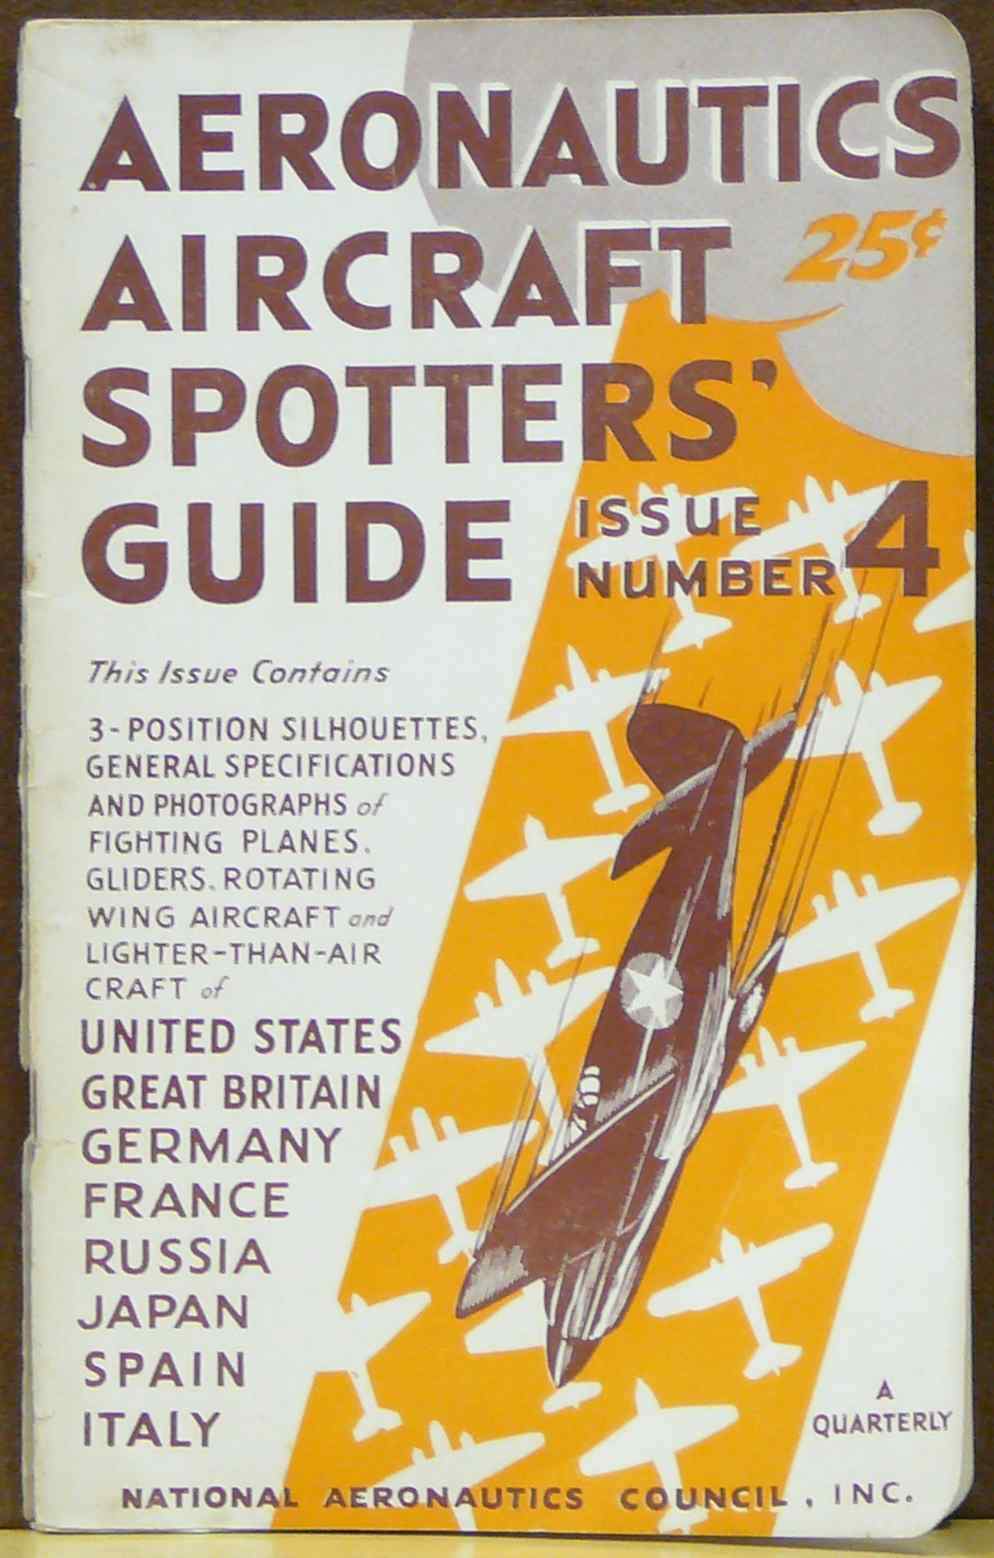 AERONAUTICS
AIRCRAFT
25¢
SPOTTERS'
GUIDE
ISSUE
NUMBER 4
This Issue Contains
3-POSITION SILHOUETTES,
GENERAL SPECIFICATIONS
AND PHOTOGRAPHS of
FIGHTING PLANES,
GLIDERS, ROTATING
WING AIRCRAFT and
LIGHTER-THAN-AIR
CRAFT of
UNITED STATES
GREAT BRITAIN
GERMANY
FRANCE
RUSSIA
JAPAN
SPAIN
ITALY
A
QUARTERLY
NATIONAL AERONAUTICS COUNCIL, INC.